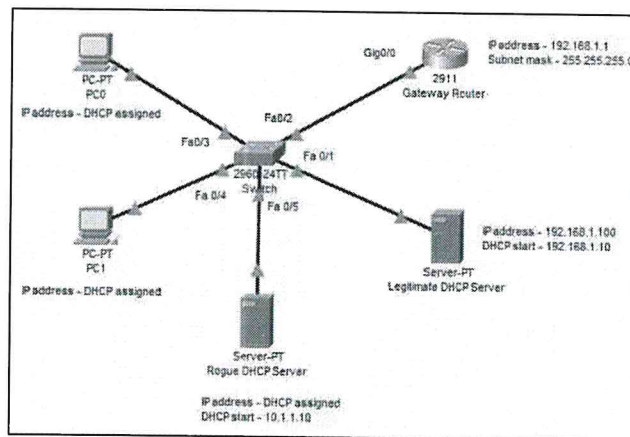 PC-PT
PC0
IP address - DHCP assigned
Gig0/0
2911
Gateway Router
IP address - 192.168.1.1
Subnet mask - 255.255.255.0
Fa0/2
Fa0/3
Fa 0/1
2960-24TT
Switch
Fa 0/4
Fa 0/5
PC-PT
PC1
IP address - DHCP assigned
IP address - 192.168.1.100
DHCP start - 192.168.1.10
Server-PT
Legitimate DHCP Server
Server-PT
Rogue DHCP Server
IP address - DHCP assigned
DHCP start - 10.1.1.10